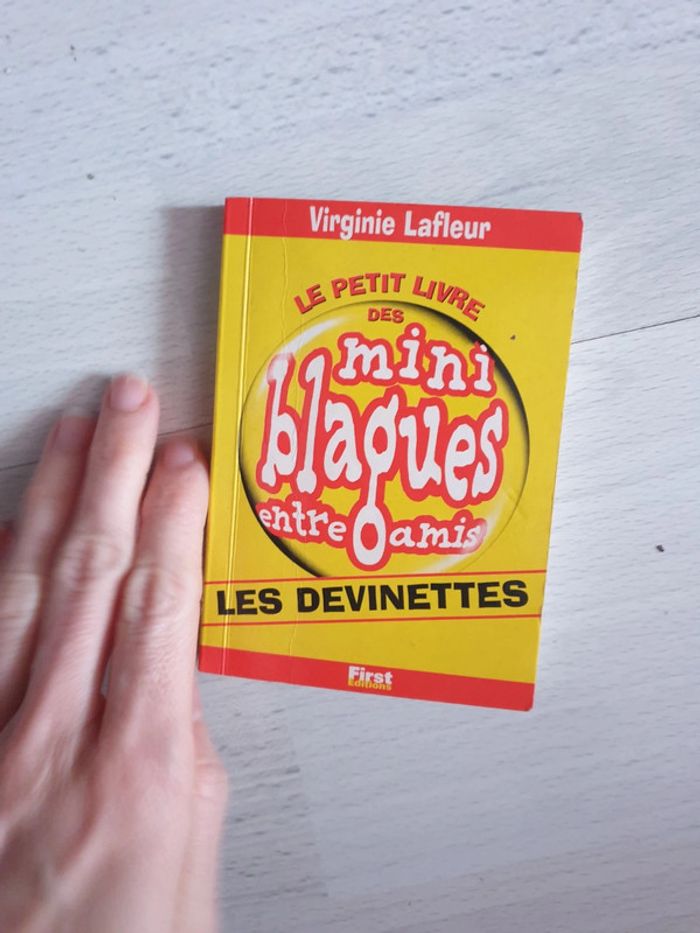 Virginie Lafleur
LE PETIT LIVRE
DES
mini
blagues
entre amis
LES DEVINETTES
First
Editions